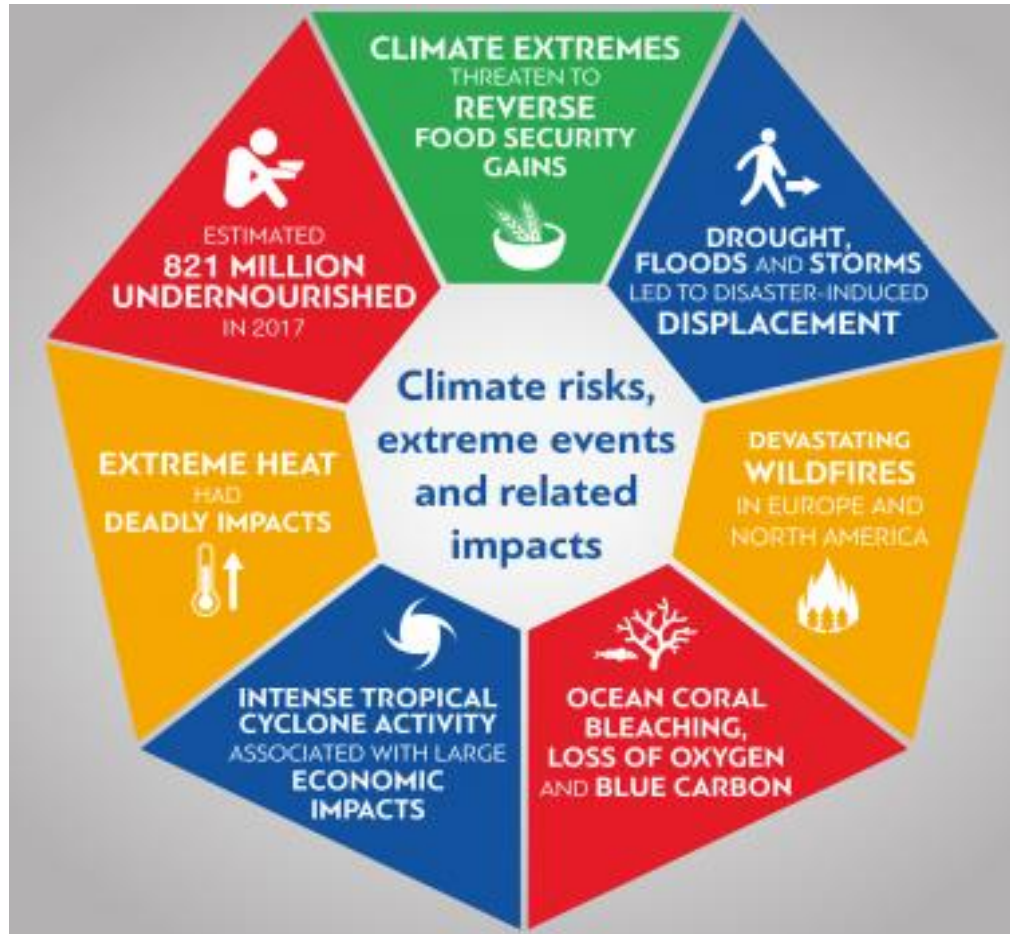 CLIMATE EXTREMES
THREATEN TO
REVERSE
FOOD SECURITY
GAINS
DROUGHT,
FLOODS AND STORMS
LED TO DISASTER-INDUCED
DISPLACEMENT
DEVASTATING
WILDFIRES
IN EUROPE AND
NORTH AMERICA
OCEAN CORAL
BLEACHING,
LOSS OF OXYGEN
AND BLUE CARBON
INTENSE TROPICAL
CYCLONE ACTIVITY
ASSOCIATED WITH LARGE
ECONOMIC
IMPACTS
EXTREME HEAT
HAD
DEADLY IMPACTS
ESTIMATED
821 MILLION
UNDERNOURISHED
IN 2017
Climate risks,
extreme events
and related
impacts